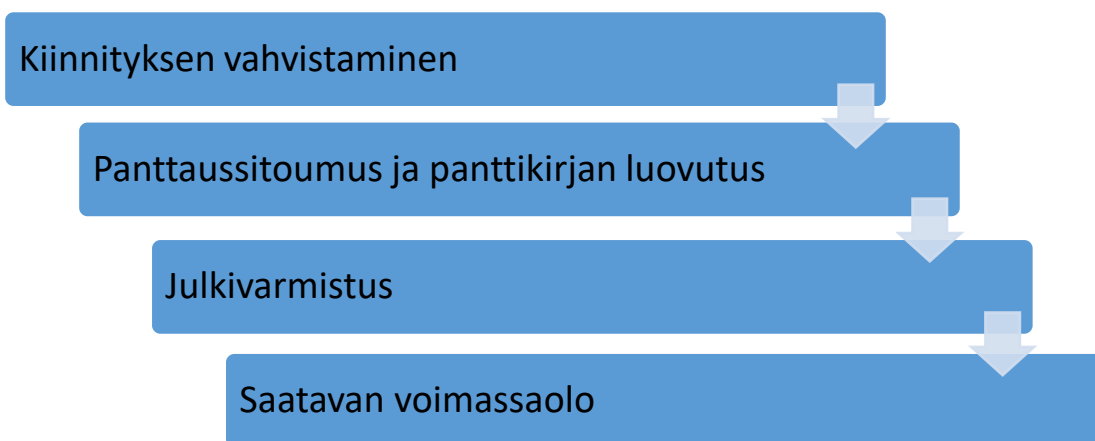 Kiinnityksen vahvistaminen
Panttaussitoumus ja panttikirjan luovutus
Julkivarmistus
Saatavan voimassaolo